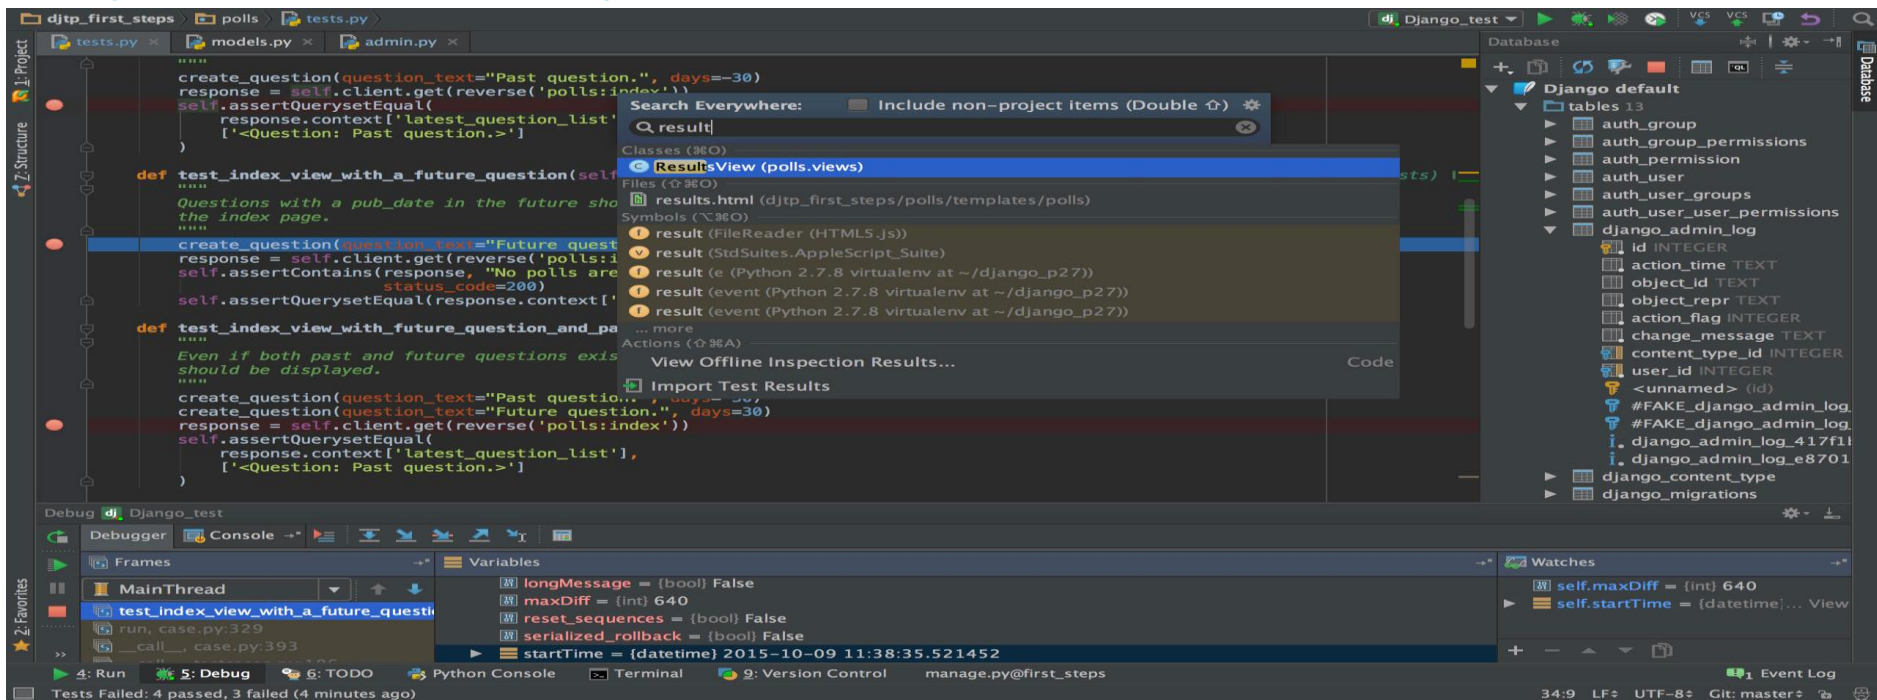 djtp_first_steps polls tests.py Django_test VCS VCS
tests.py models.py admin.py
1: Project
Z: Structure
2: Favorites
"""
create_question(question_text="Past question.", days=-30)
response = self.client.get(reverse('polls:index'))
self.assertQuerysetEqual(
response.context['latest_question_list'
['<Question: Past question.>']
)
def test_index_view_with_a_future_question(self
sts)
"""
Questions with a pub_date in the future sho
the index page.
"""
create_question(question_text="Future quest
response = self.client.get(reverse('polls:i
self.assertContains(response, "No polls are
status_code=200)
self.assertQuerysetEqual(response.context['
def test_index_view_with_future_question_and_pa
"""
Even if both past and future questions exis
should be displayed.
"""
create_question(question_text="Past question.", days=-30)
create_question(question_text="Future question.", days=30)
response = self.client.get(reverse('polls:index'))
self.assertQuerysetEqual(
response.context['latest_question_list'],
['<Question: Past question.>']
)
Search Everywhere: Include non-project items (Double ⇧)
result
Classes (⌘O)
ResultsView (polls.views)
Files (⇧⌘O)
results.html (djtp_first_steps/polls/templates/polls)
Symbols (⌥⌘O)
result (FileReader (HTML5.js))
result (StdSuites.AppleScript_Suite)
result (e (Python 2.7.8 virtualenv at ~/django_p27))
result (event (Python 2.7.8 virtualenv at ~/django_p27))
result (event (Python 2.7.8 virtualenv at ~/django_p27))
... more
Actions (⇧⌘A)
View Offline Inspection Results... Code
Import Test Results
Database
Database
QL
Django default
tables 13
auth_group
auth_group_permissions
auth_permission
auth_user
auth_user_groups
auth_user_user_permissions
django_admin_log
id INTEGER
action_time TEXT
object_id TEXT
object_repr TEXT
action_flag INTEGER
change_message TEXT
content_type_id INTEGER
user_id INTEGER
<unnamed> (id)
#FAKE_django_admin_log_
#FAKE_django_admin_log_
django_admin_log_417f1
django_admin_log_e8701
django_content_type
django_migrations
Debug Django_test
Debugger Console
Frames
MainThread
test_index_view_with_a_future_questi
run, case.py:329
__call__, case.py:393
Variables
longMessage = {bool} False
maxDiff = {int} 640
reset_sequences = {bool} False
serialized_rollback = {bool} False
startTime = {datetime} 2015-10-09 11:38:35.521452
Watches
self.maxDiff = {int} 640
self.startTime = {datetime}... View
4: Run 5: Debug 6: TODO Python Console Terminal 9: Version Control manage.py@first_steps 1 Event Log
Tests Failed: 4 passed, 3 failed (4 minutes ago) 34:9 LF UTF-8 Git: master